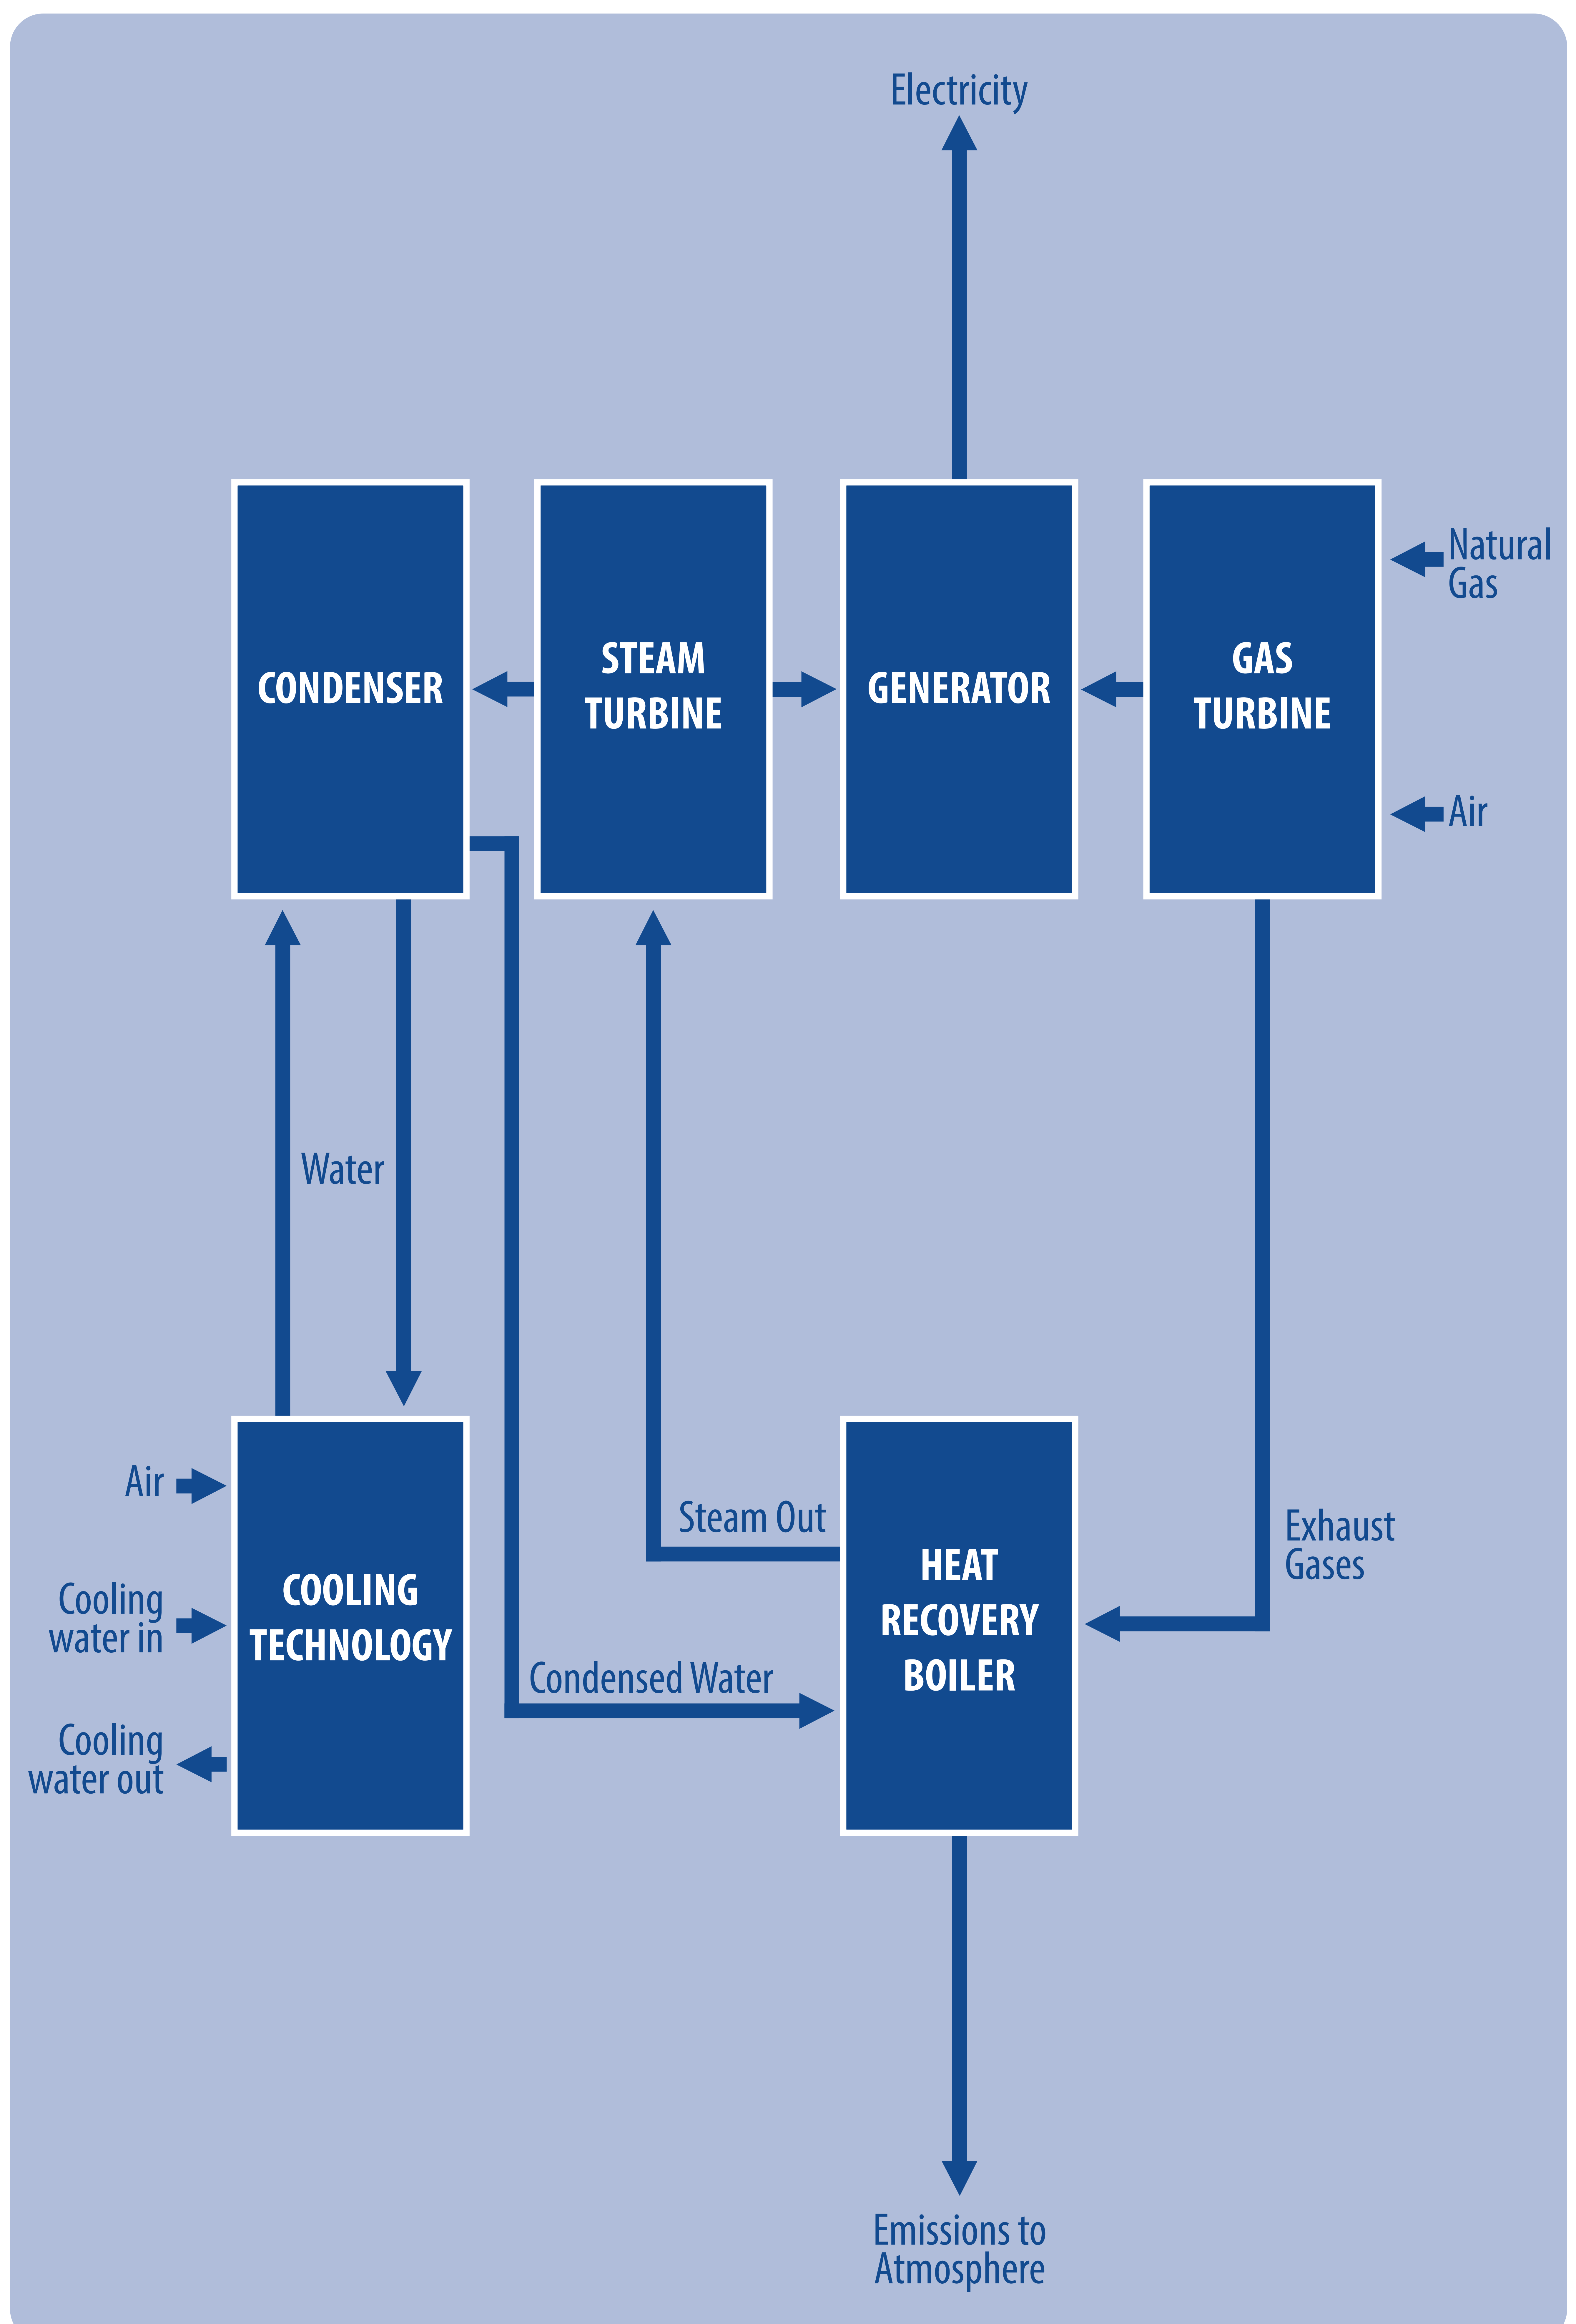 Electricity
CONDENSER
STEAM
TURBINE
GENERATOR
GAS
TURBINE
Natural
Gas
Air
Water
Air
Cooling
water in
Cooling
water out
COOLING
TECHNOLOGY
Steam Out
Condensed Water
HEAT
RECOVERY
BOILER
Exhaust
Gases
Emissions to
Atmosphere